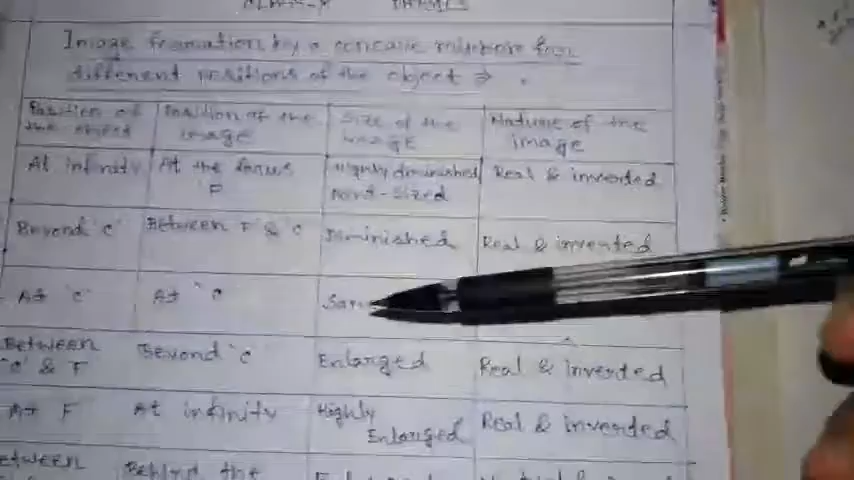 Image formation by a concave mirror for
different positions of the object ⇒
Position of the object | Position of the image | Size of the image | Nature of the image
At infinity | At the focus F | Highly diminished Point-Sized | Real & inverted
Beyond 'C' | Between F & C | Diminished | Real & inverted
At 'C' | At 'C'
Between 'C' & F | Beyond 'C' | Enlarged | Real & inverted
At F | At infinity | Highly Enlarged | Real & inverted
Between | Behind the